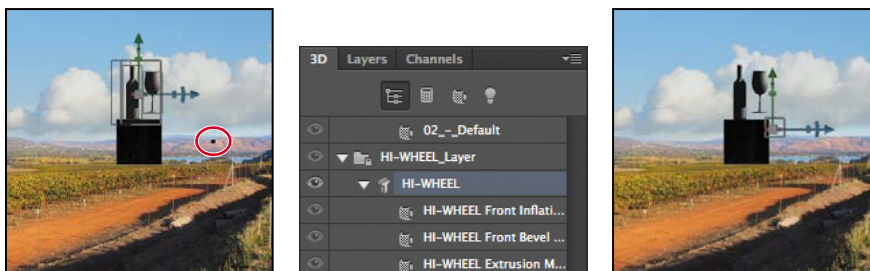 3D Layers Channels
02_-_Default
HI-WHEEL_Layer
HI-WHEEL
HI-WHEEL Front Inflati...
HI-WHEEL Front Bevel ...
HI-WHEEL Extrusion M...